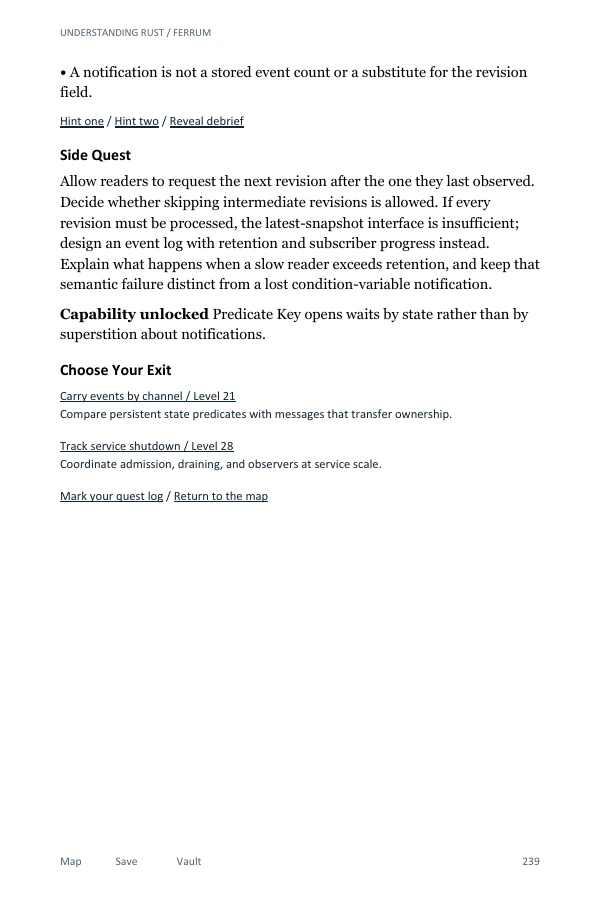 UNDERSTANDING RUST / FERRUM
• A notification is not a stored event count or a substitute for the revision
field.
Hint one / Hint two / Reveal debrief
Side Quest
Allow readers to request the next revision after the one they last observed.
Decide whether skipping intermediate revisions is allowed. If every
revision must be processed, the latest-snapshot interface is insufficient;
design an event log with retention and subscriber progress instead.
Explain what happens when a slow reader exceeds retention, and keep that
semantic failure distinct from a lost condition-variable notification.
Capability unlocked Predicate Key opens waits by state rather than by
superstition about notifications.
Choose Your Exit
Carry events by channel / Level 21
Compare persistent state predicates with messages that transfer ownership.
Track service shutdown / Level 28
Coordinate admission, draining, and observers at service scale.
Mark your quest log / Return to the map
Map Save Vault 239